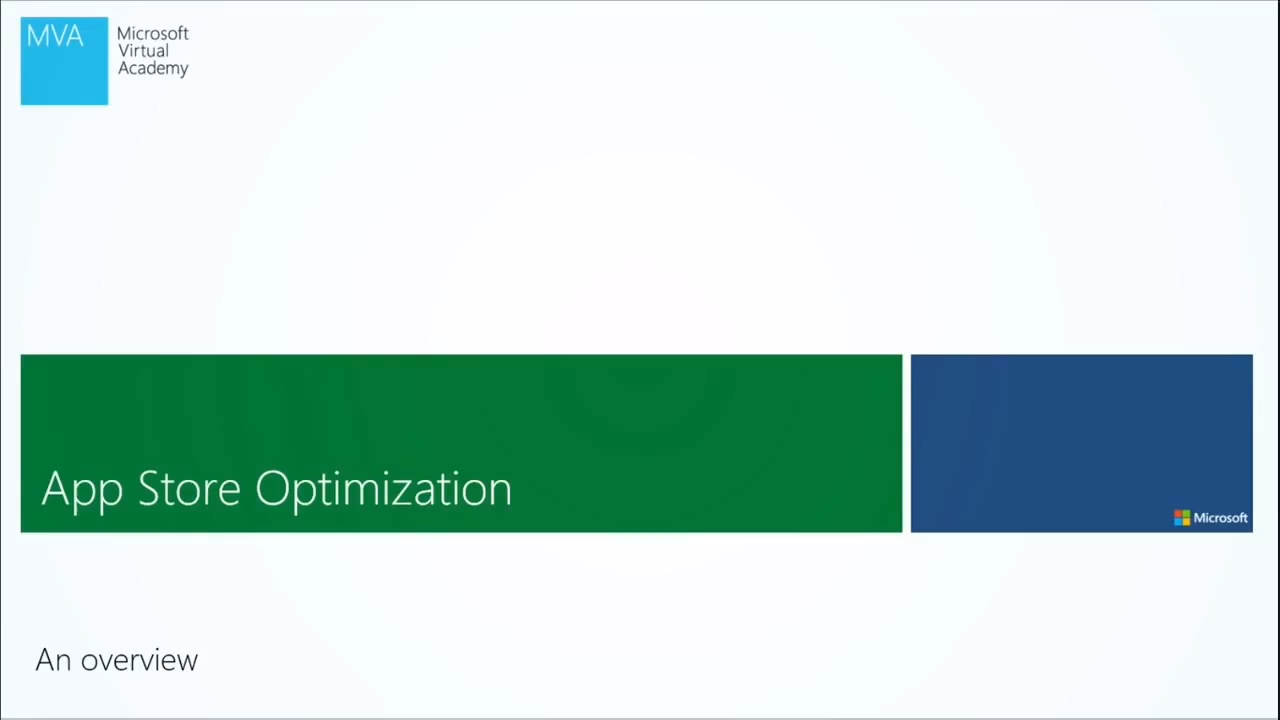 MVA
Microsoft
Virtual
Academy
App Store Optimization
Microsoft
An overview